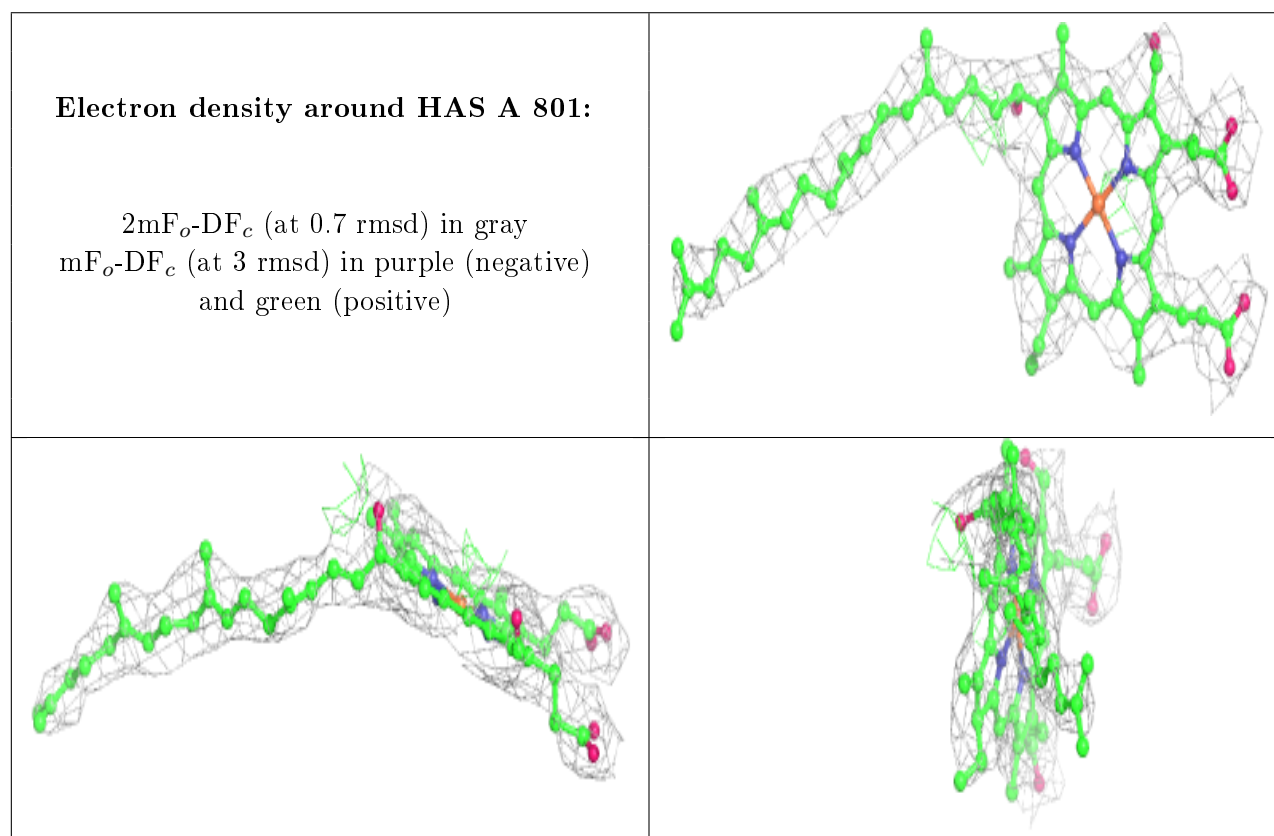 Electron density around HAS A 801:
2mFo-DFc (at 0.7 rmsd) in gray
mFo-DFc (at 3 rmsd) in purple (negative)
and green (positive)